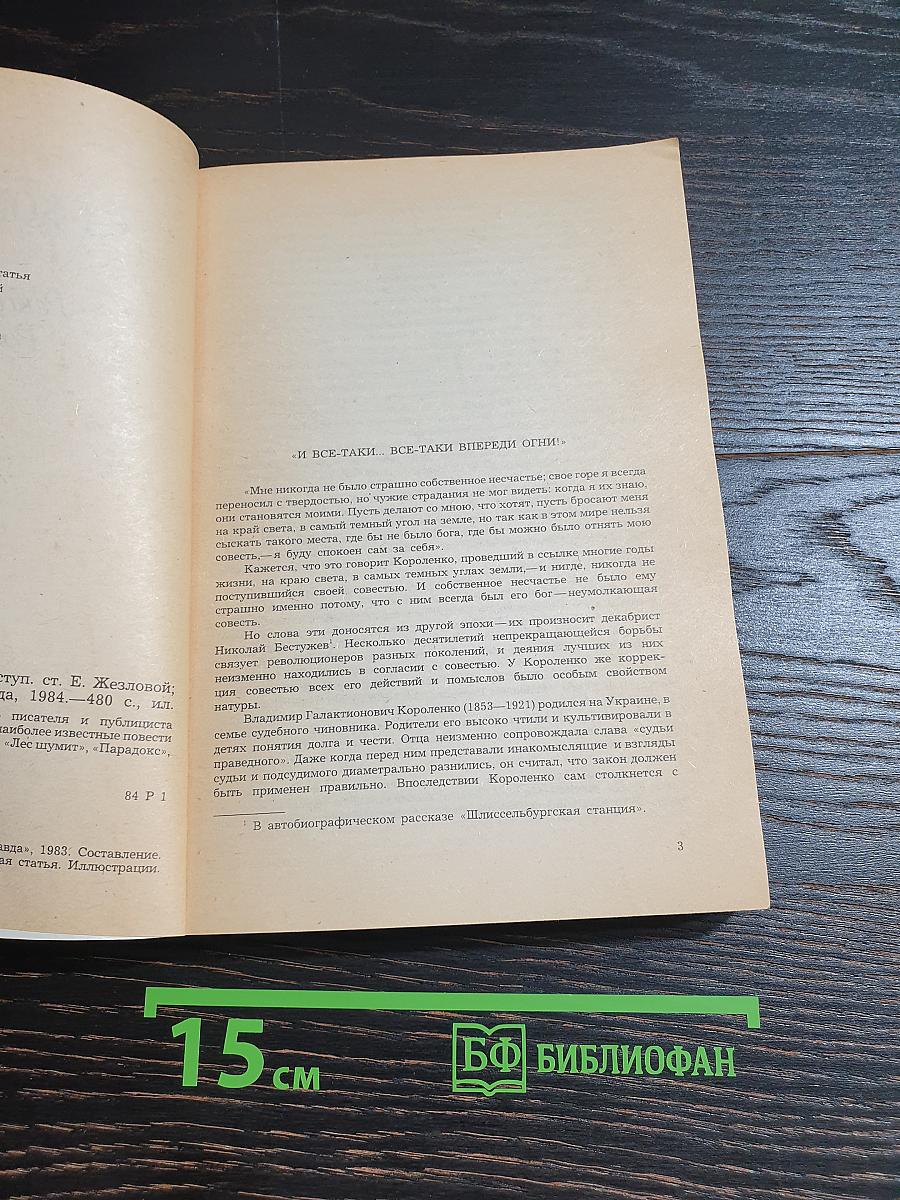 татья
й
ступ. ст. Е. Жезловой;
да, 1984.—480 с., ил.
писателя и публициста
наиболее известные повести
«Лес шумит», «Парадокс»,
84 Р 1
авда», 1983. Составление.
ая статья. Иллюстрации.
«И ВСЕ-ТАКИ... ВСЕ-ТАКИ ВПЕРЕДИ ОГНИ!»
«Мне никогда не было страшно собственное несчастье; свое горе я всегда
переносил с твердостью, но чужие страдания не мог видеть: когда я их знаю,
они становятся моими. Пусть делают со мною, что хотят, пусть бросают меня
на край света, в самый темный угол на земле, но так как в этом мире нельзя
сыскать такого места, где бы не было бога, где бы можно было отнять мою
совесть,—я буду спокоен сам за себя».
Кажется, что это говорит Короленко, проведший в ссылке многие годы
жизни, на краю света, в самых темных углах земли,—и нигде, никогда не
поступившийся своей совестью. И собственное несчастье не было ему
страшно именно потому, что с ним всегда был его бог—неумолкающая
совесть.
Но слова эти доносятся из другой эпохи—их произносит декабрист
Николай Бестужев¹. Несколько десятилетий непрекращающейся борьбы
связует революционеров разных поколений, и деяния лучших из них
неизменно находились в согласии с совестью. У Короленко же коррек-
ция совестью всех его действий и помыслов было особым свойством
натуры.
Владимир Галактионович Короленко (1853—1921) родился на Украине, в
семье судебного чиновника. Родители его высоко чтили и культивировали в
детях понятия долга и чести. Отца неизменно сопровождала слава «судьи
праведного». Даже когда перед ним представали инакомыслящие и взгляды
судьи и подсудимого диаметрально разнились, он считал, что закон должен
быть применен правильно. Впоследствии Короленко сам столкнется с
¹ В автобиографическом рассказе «Шлиссельбургская станция».
3
15 см
БФ БИБЛИОФАН